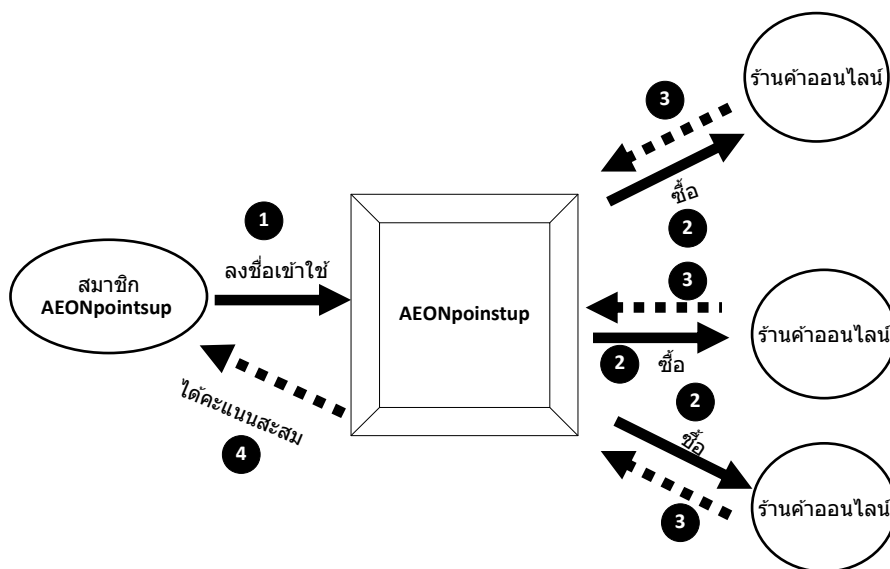 ร้านค้าออนไลน์
3
ซื้อ
2
1
ลงชื่อเข้าใช้
สมาชิก
AEONpointsup
AEONpoinstup
3
2
ซื้อ
ร้านค้าออนไลน์
ได้คะแนนสะสม
4
2
ซื้อ
3
ร้านค้าออนไลน์